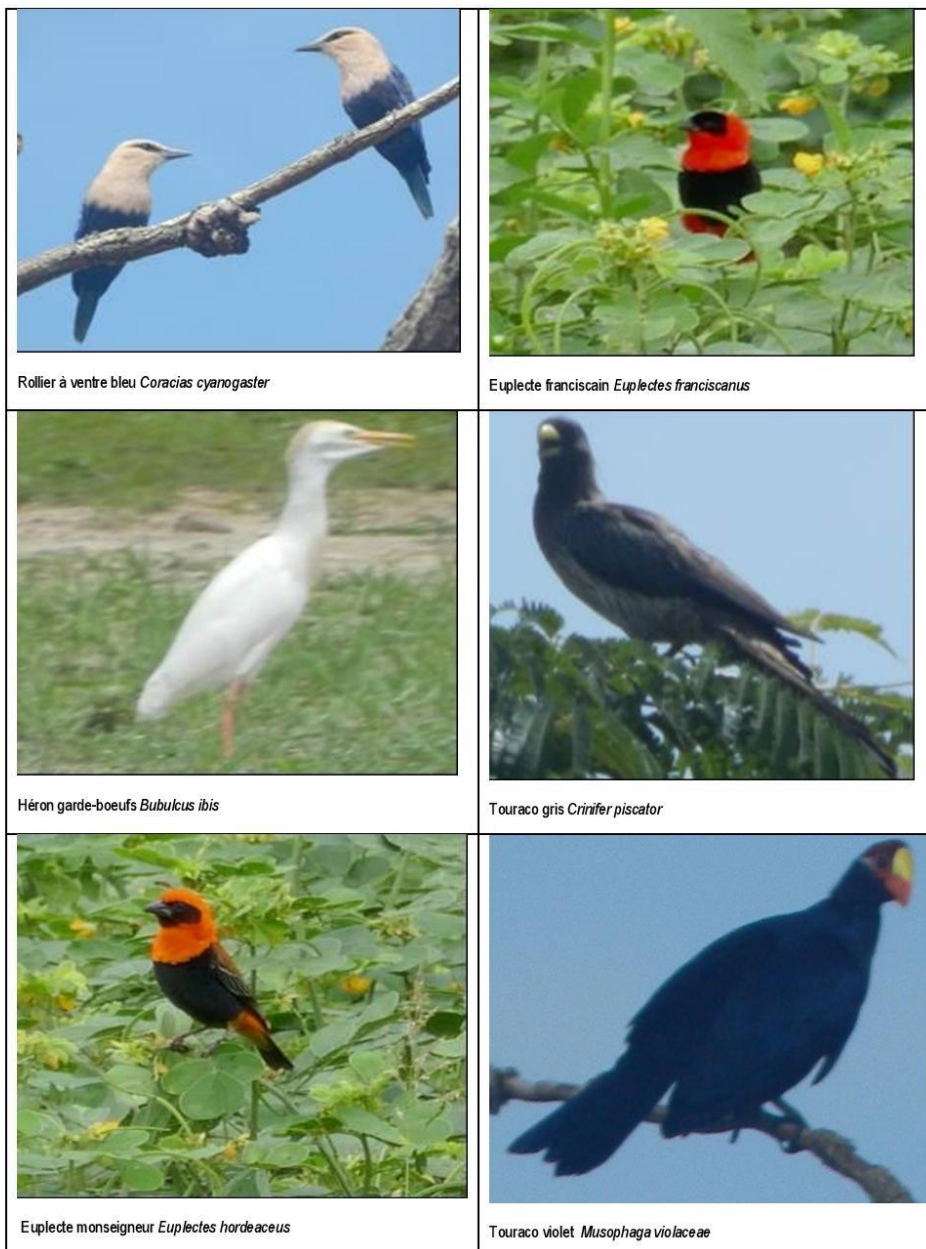 Rollier à ventre bleu Coracias cyanogaster
Euplecte franciscain Euplectes franciscanus
Héron garde-boeufs Bubulcus ibis
Touraco gris Crinifer piscator
Euplecte monseigneur Euplectes hordeaceus
Touraco violet Musophaga violaceae